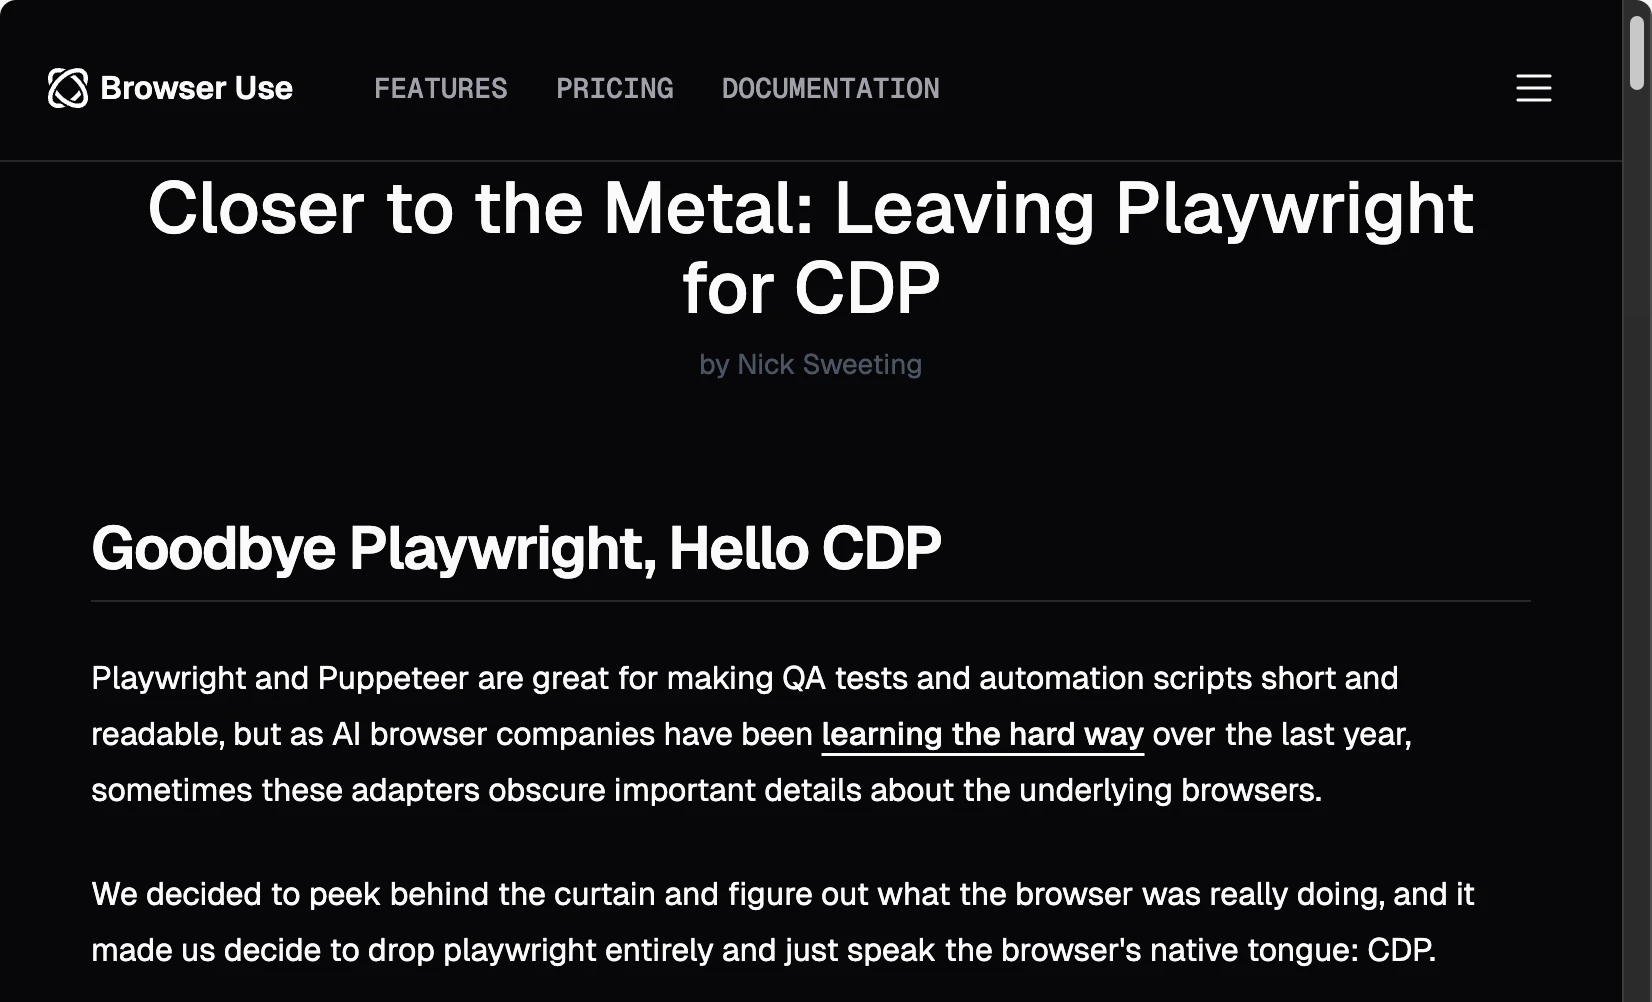 Browser Use
FEATURES
PRICING
DOCUMENTATION
Closer to the Metal: Leaving Playwright
for CDP
by Nick Sweeting
Goodbye Playwright, Hello CDP
Playwright and Puppeteer are great for making QA tests and automation scripts short and
readable, but as AI browser companies have been learning the hard way over the last year,
sometimes these adapters obscure important details about the underlying browsers.
We decided to peek behind the curtain and figure out what the browser was really doing, and it
made us decide to drop playwright entirely and just speak the browser's native tongue: CDP.